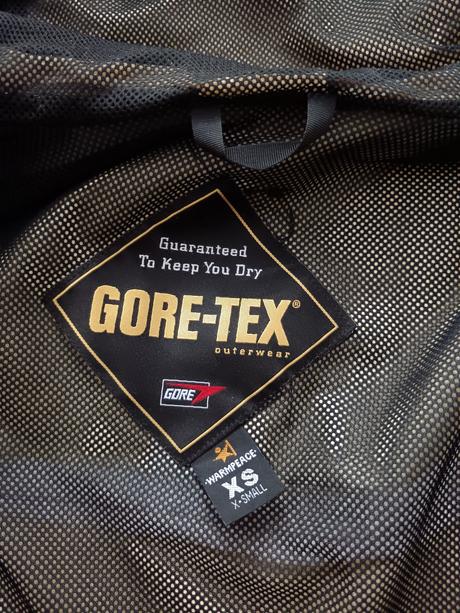 Guaranteed
To Keep You Dry
GORE-TEX®
outerwear
GORE
·WARMPEACE·
XS
X-SMALL